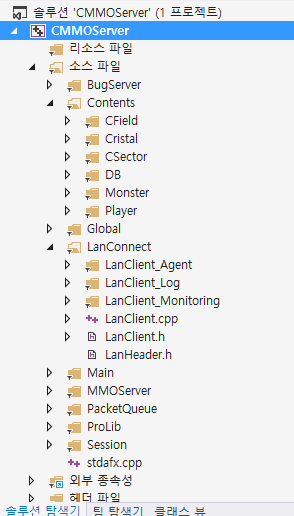 솔루션 'CMMOServer' (1 프로젝트)
CMMOServer
리소스 파일
소스 파일
BugServer
Contents
CField
Cristal
CSector
DB
Monster
Player
Global
LanConnect
LanClient_Agent
LanClient_Log
LanClient_Monitoring
LanClient.cpp
LanClient.h
LanHeader.h
Main
MMOServer
PacketQueue
ProLib
Session
stdafx.cpp
외부 종속성
헤더 파일
솔루션 탐색기 팀 탐색기 클래스 뷰